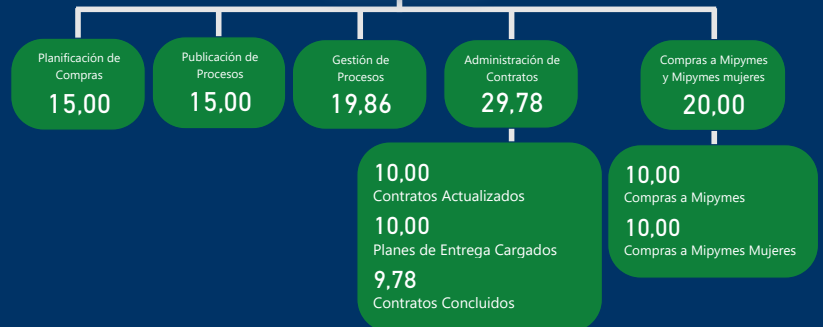 Planificación de
Compras
15,00
Publicación de
Procesos
15,00
Gestión de
Procesos
19,86
Administración de
Contratos
29,78
Compras a Mipymes
y Mipymes mujeres
20,00
10,00
Contratos Actualizados
10,00
Planes de Entrega Cargados
9,78
Contratos Concluidos
10,00
Compras a Mipymes
10,00
Compras a Mipymes Mujeres